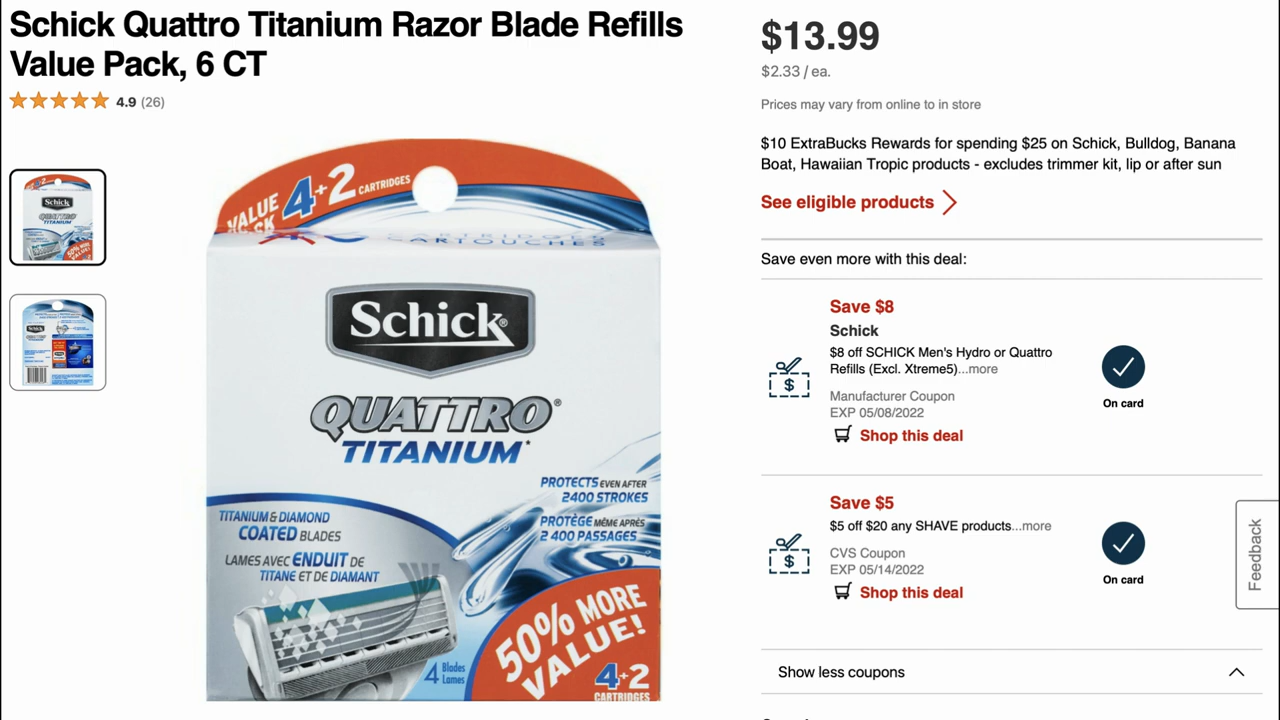 Schick Quattro Titanium Razor Blade Refills
Value Pack, 6 CT
4.9 (26)
VALUE
4+2 CARTRIDGES
CARTOUCHES
Schick®
QUATTRO®
TITANIUM*
PROTECTS EVEN AFTER
2400 STROKES
PROTÈGE MÊME APRÈS
2 400 PASSAGES
TITANIUM & DIAMOND
COATED BLADES
LAMES AVEC ENDUIT DE
TITANE ET DE DIAMANT
50% MORE
VALUE!
4 Blades
Lames
4+2
CARTRIDGES
Schick
QUATTRO
TITANIUM
$13.99
$2.33 / ea.
Prices may vary from online to in store
$10 ExtraBucks Rewards for spending $25 on Schick, Bulldog, Banana
Boat, Hawaiian Tropic products - excludes trimmer kit, lip or after sun
See eligible products
Save even more with this deal:
Save $8
Schick
$8 off SCHICK Men's Hydro or Quattro
Refills (Excl. Xtreme5)...more
Manufacturer Coupon
EXP 05/08/2022
Shop this deal
On card
Save $5
$5 off $20 any SHAVE products...more
CVS Coupon
EXP 05/14/2022
Shop this deal
On card
Show less coupons
Feedback